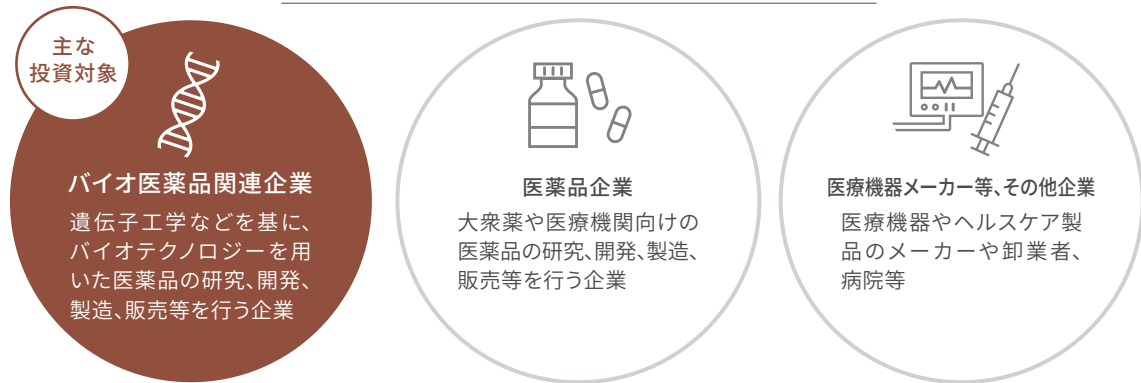 主な
投資対象
バイオ医薬品関連企業
遺伝子工学などを基に、
バイオテクノロジーを用
いた医薬品の研究、開発、
製造、販売等を行う企業
医薬品企業
大衆薬や医療機関向けの
医薬品の研究、開発、製造、
販売等を行う企業
医療機器メーカー等、その他企業
医療機器やヘルスケア製
品のメーカーや卸業者、
病院等